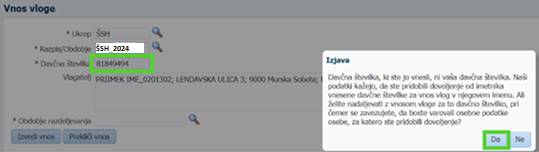 Vnos vloge
* Ukrep ŠSH
* Razpis/Obdobje ŠSH_2024
* Davčna številka 81849494
Vlagatelj PRIIMEK IME_0201302; LENDAVSKA ULICA 3; 9000 Murska Sobota;
* Obdobje razdeljevanja
Izvedi vnos Prekliči vnos
Izjava
Davčna številka, ki ste jo vnesli, ni vaša davčna številka. Naši
podatki kažejo, da ste pridobili dovoljenje od imetnika
vnesene davčne številke za vnos vlog v njegovem imenu. Ali
želite nadaljevati z vnosom vloge za to davčno številko, pri
čemer se zavezujete, da boste varovali osebne podatke
osebe, za katero ste pridobili dovoljenje?
Da Ne